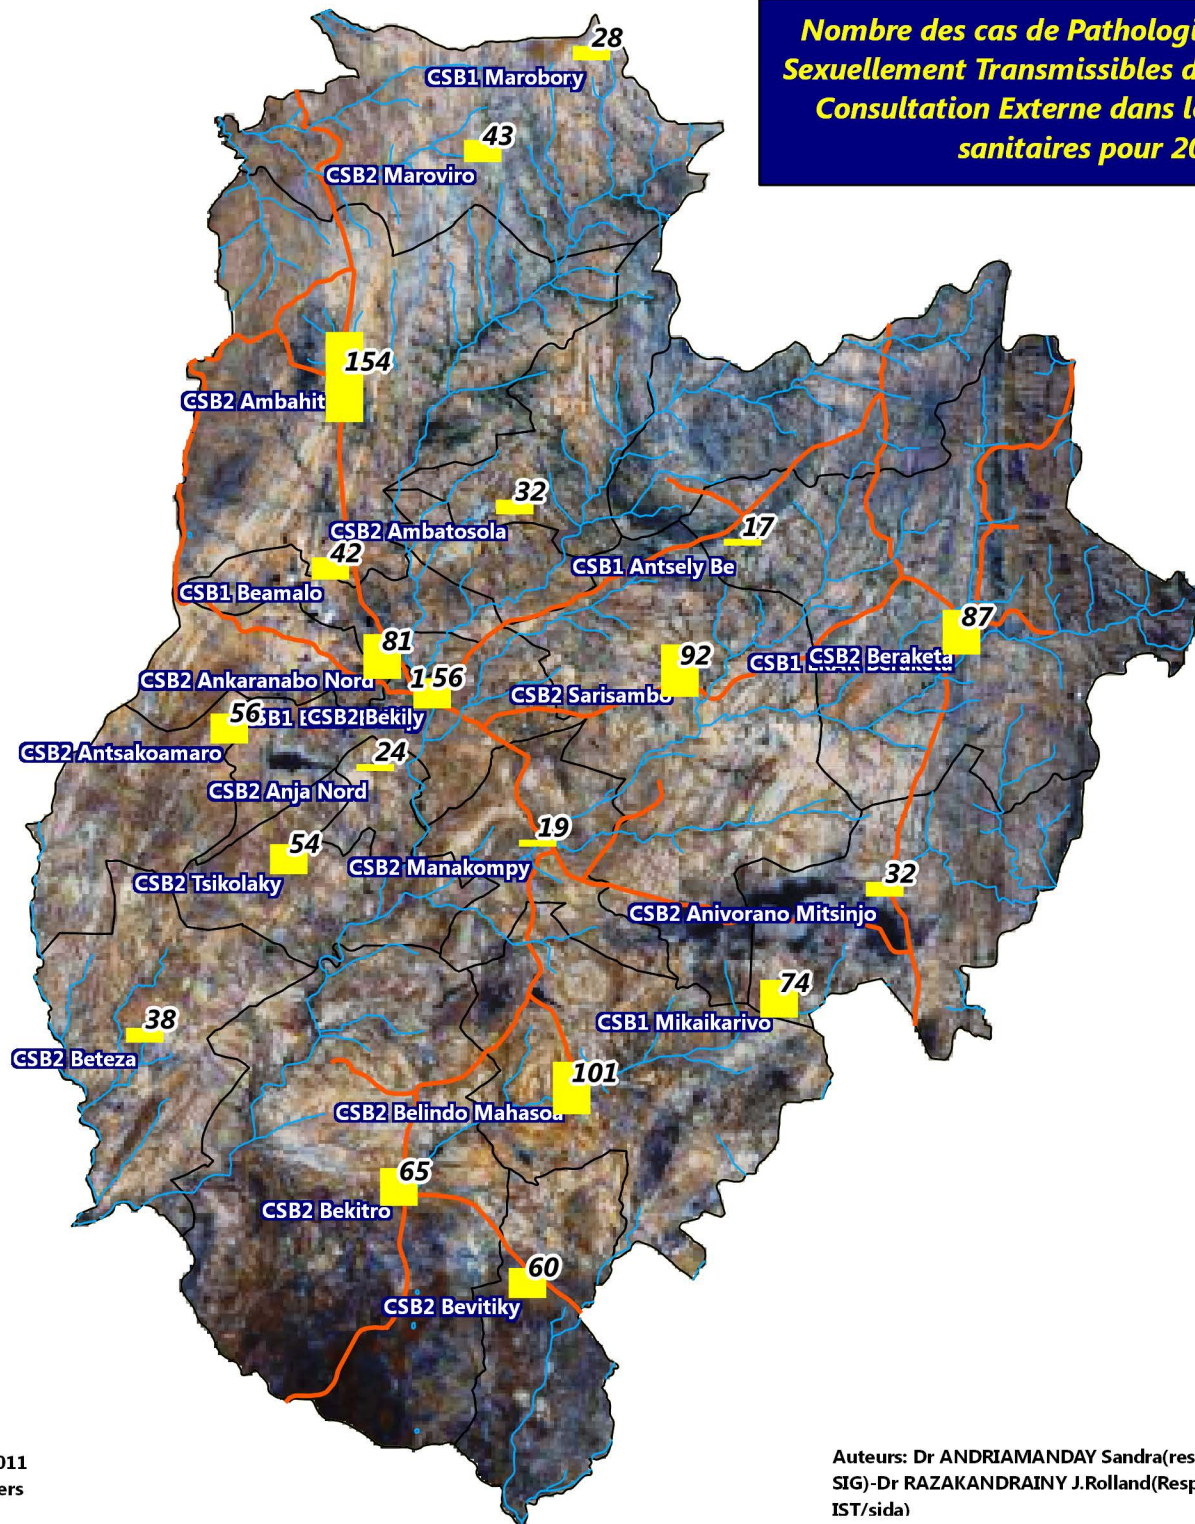 Nombre des cas de Pathologi
Sexuellement Transmissibles d
Consultation Externe dans l
sanitaires pour 20
28
CSB1 Marobory
43
CSB2 Maroviro
154
CSB2 Ambahit
32
CSB2 Ambatosola
17
CSB1 Antsely Be
42
CSB1 Beamalo
87
CSB1
CSB2 Beraketa
81
CSB2 Ankaranabo Nord
92
CSB2 Sarisambo
56
CSB2 Bekily
56
CSB2 Antsakoamaro
24
CSB2 Anja Nord
19
CSB2 Manakompy
54
CSB2 Tsikolaky
32
CSB2 Anivorano Mitsinjo
74
CSB1 Mikaikarivo
38
CSB2 Beteza
101
CSB2 Belindo Mahasoa
65
CSB2 Bekitro
60
CSB2 Bevitiky
011
ers
Auteurs: Dr ANDRIAMANDAY Sandra(res
SIG)-Dr RAZAKANDRAINY J.Rolland(Resp
IST/sida)